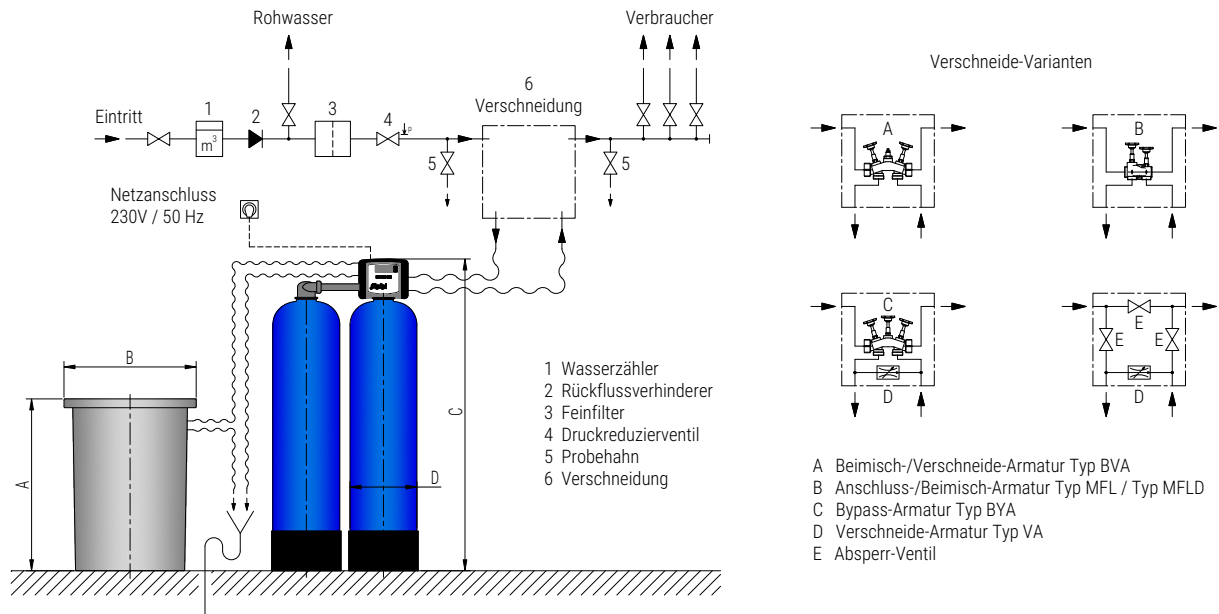 Rohwasser
Verbraucher
Verschneide-Varianten
6
Verschneidung
Eintritt
1
2
3
4
m³
P
5
5
Netzanschluss
230V / 50 Hz
A
B
C
D
E
E
E
D
B
A
C
D
1 Wasserzähler
2 Rückflussverhinderer
3 Feinfilter
4 Druckreduzierventil
5 Probehahn
6 Verschneidung
A Beimisch-/Verschneide-Armatur Typ BVA
B Anschluss-/Beimisch-Armatur Typ MFL / Typ MFLD
C Bypass-Armatur Typ BYA
D Verschneide-Armatur Typ VA
E Absperr-Ventil